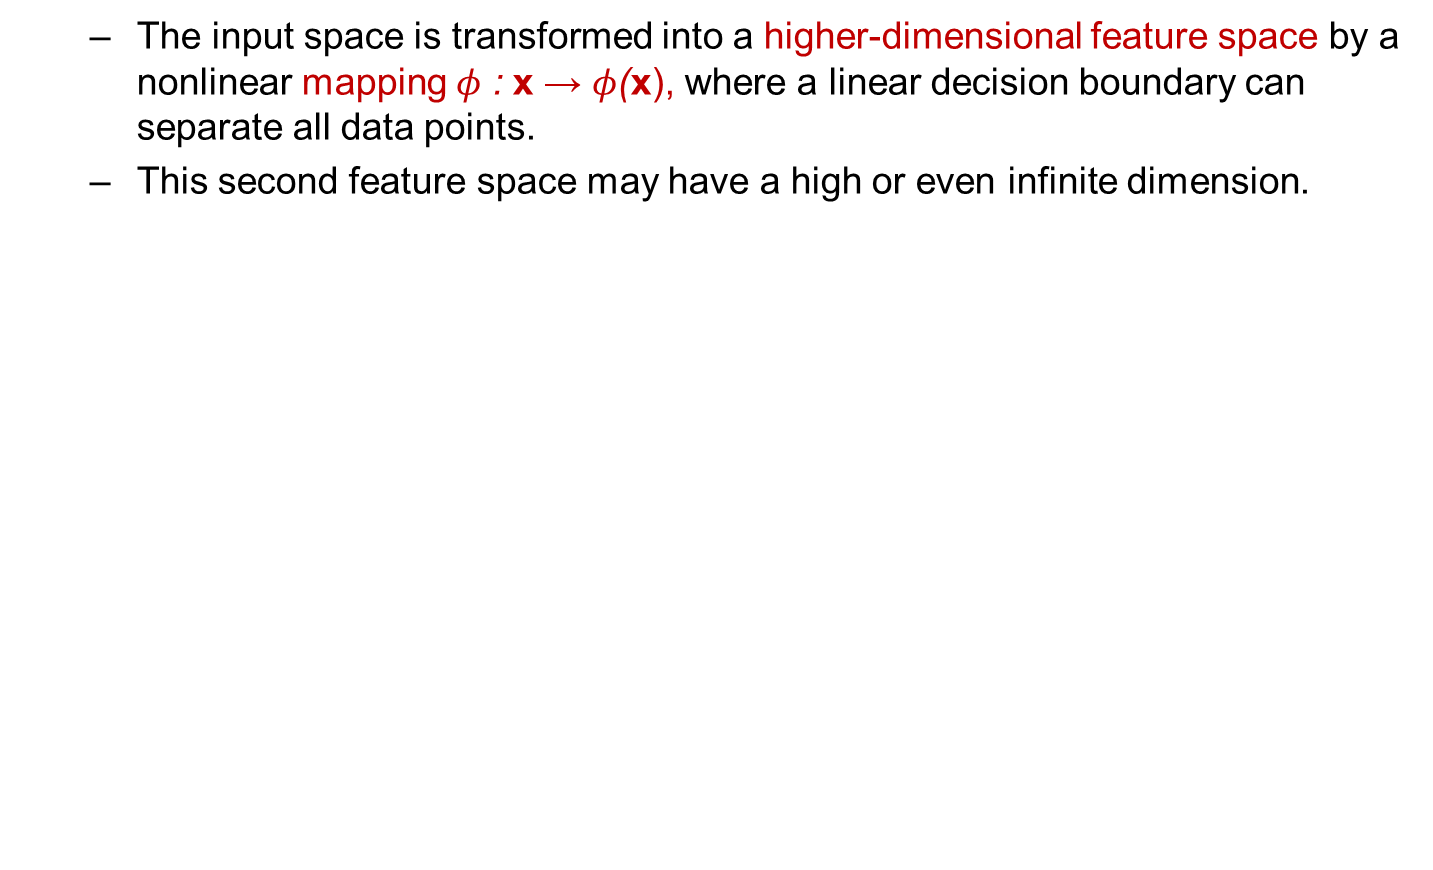 – The input space is transformed into a higher-dimensional feature space by a
nonlinear mapping ϕ : x → ϕ(x), where a linear decision boundary can
separate all data points.
– This second feature space may have a high or even infinite dimension.